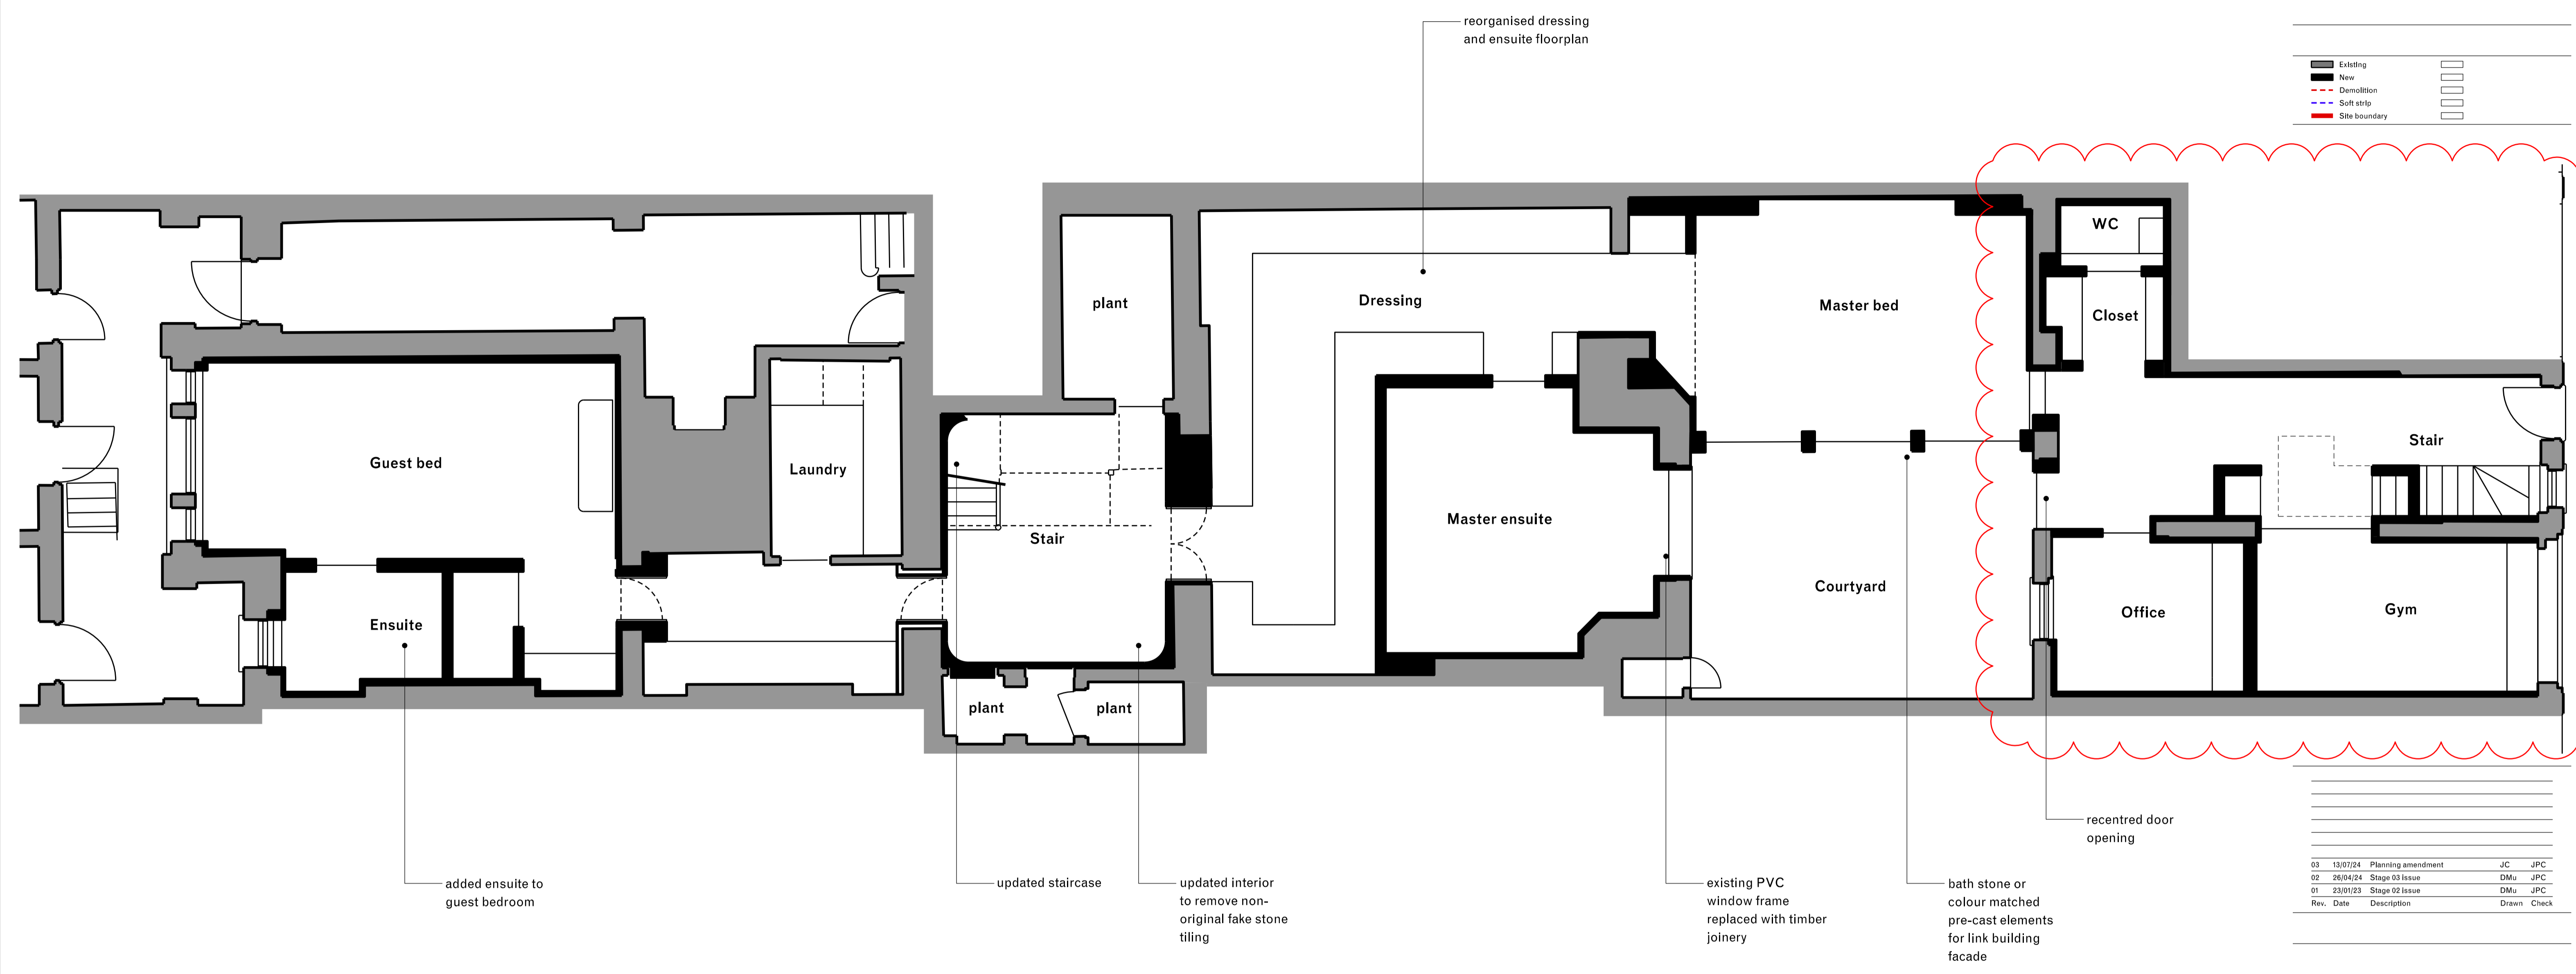 reorganised dressing
and ensuite floorplan
Existing
New
Demolition
Soft strip
Site boundary
WC
plant
Dressing
Master bed
Closet
Guest bed
Laundry
Stair
Stair
Master ensuite
Courtyard
Ensuite
Office
Gym
plant
plant
recentred door
opening
added ensuite to
guest bedroom
updated staircase
updated interior
to remove non-
original fake stone
tiling
existing PVC
window frame
replaced with timber
joinery
bath stone or
colour matched
pre-cast elements
for link building
facade
03 13/07/24 Planning amendment JC JPC
02 26/04/24 Stage 03 issue DMu JPC
01 23/01/23 Stage 02 issue DMu JPC
Rev. Date Description Drawn Check